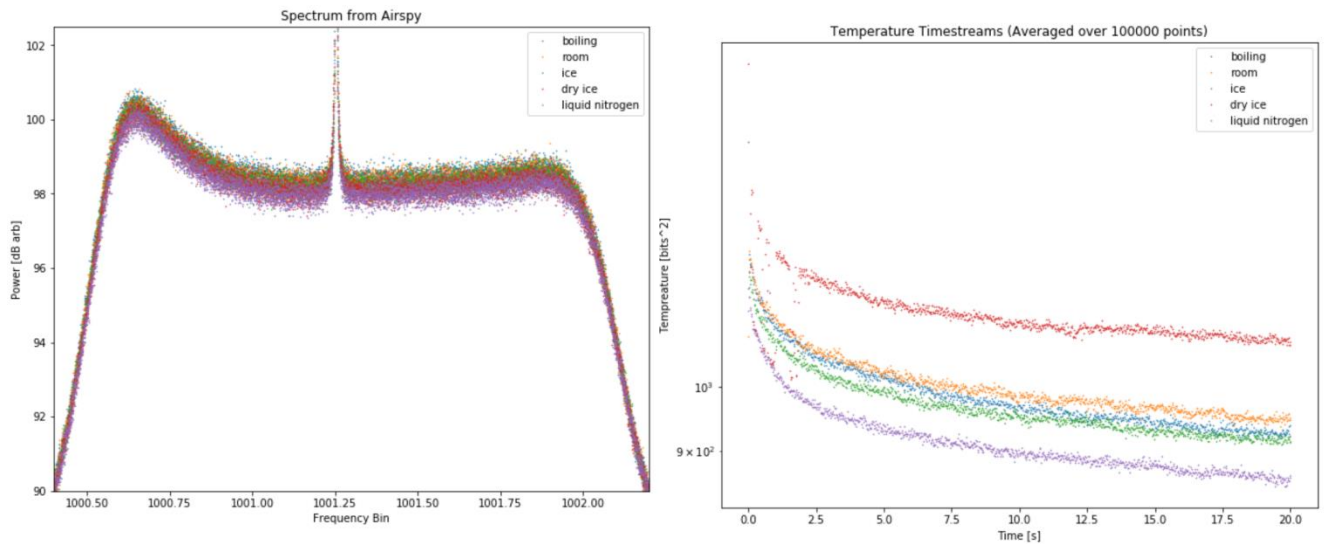 Spectrum from Airspy
102
100
98
96
94
92
90
Power [dB arb]
1000.50
1000.75
1001.00
1001.25
1001.50
1001.75
1002.00
Frequency Bin
boiling
room
ice
dry ice
liquid nitrogen
Temperature Timestreams (Averaged over 100000 points)
10³
9 × 10²
Tempreature [bits^2]
0.0
2.5
5.0
7.5
10.0
12.5
15.0
17.5
20.0
Time [s]
boiling
room
ice
dry ice
liquid nitrogen